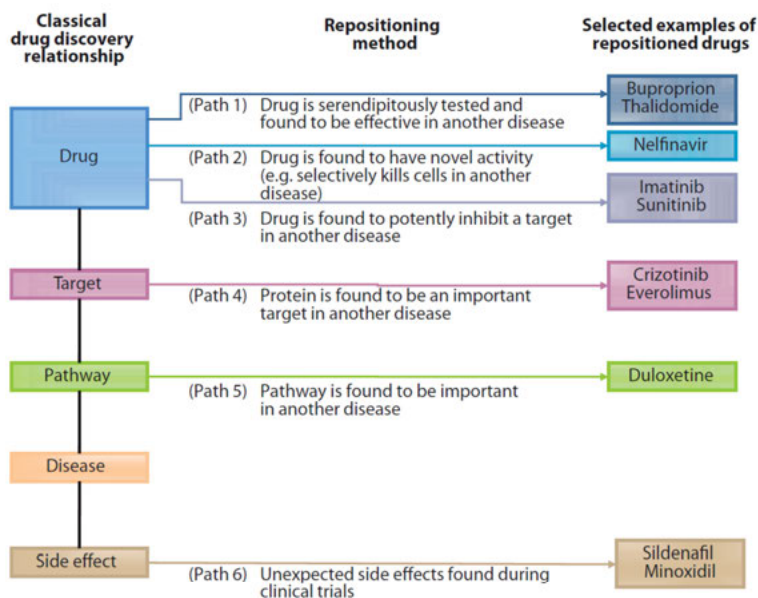 Classical
drug discovery
relationship
Repositioning
method
Selected examples of
repositioned drugs
Drug
(Path 1) Drug is serendipitously tested and
found to be effective in another disease
Buproprion
Thalidomide
(Path 2) Drug is found to have novel activity
(e.g. selectively kills cells in another
disease)
Nelfinavir
(Path 3) Drug is found to potently inhibit a target
in another disease
Imatinib
Sunitinib
Target
(Path 4) Protein is found to be an important
target in another disease
Crizotinib
Everolimus
Pathway
(Path 5) Pathway is found to be important
in another disease
Duloxetine
Disease
Side effect
(Path 6) Unexpected side effects found during
clinical trials
Sildenafil
Minoxidil